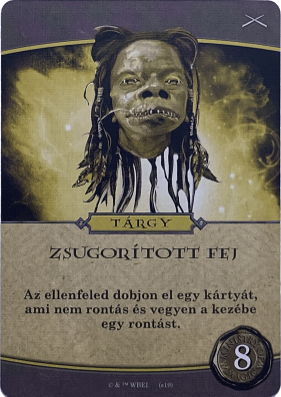 TÁRGY
ZSUGORÍTOTT FEJ
Az ellenfeled dobjon el egy kártyát,
ami nem rontás és vegyen a kezébe
egy rontást.
8
© & ™ WBEI. (s19)